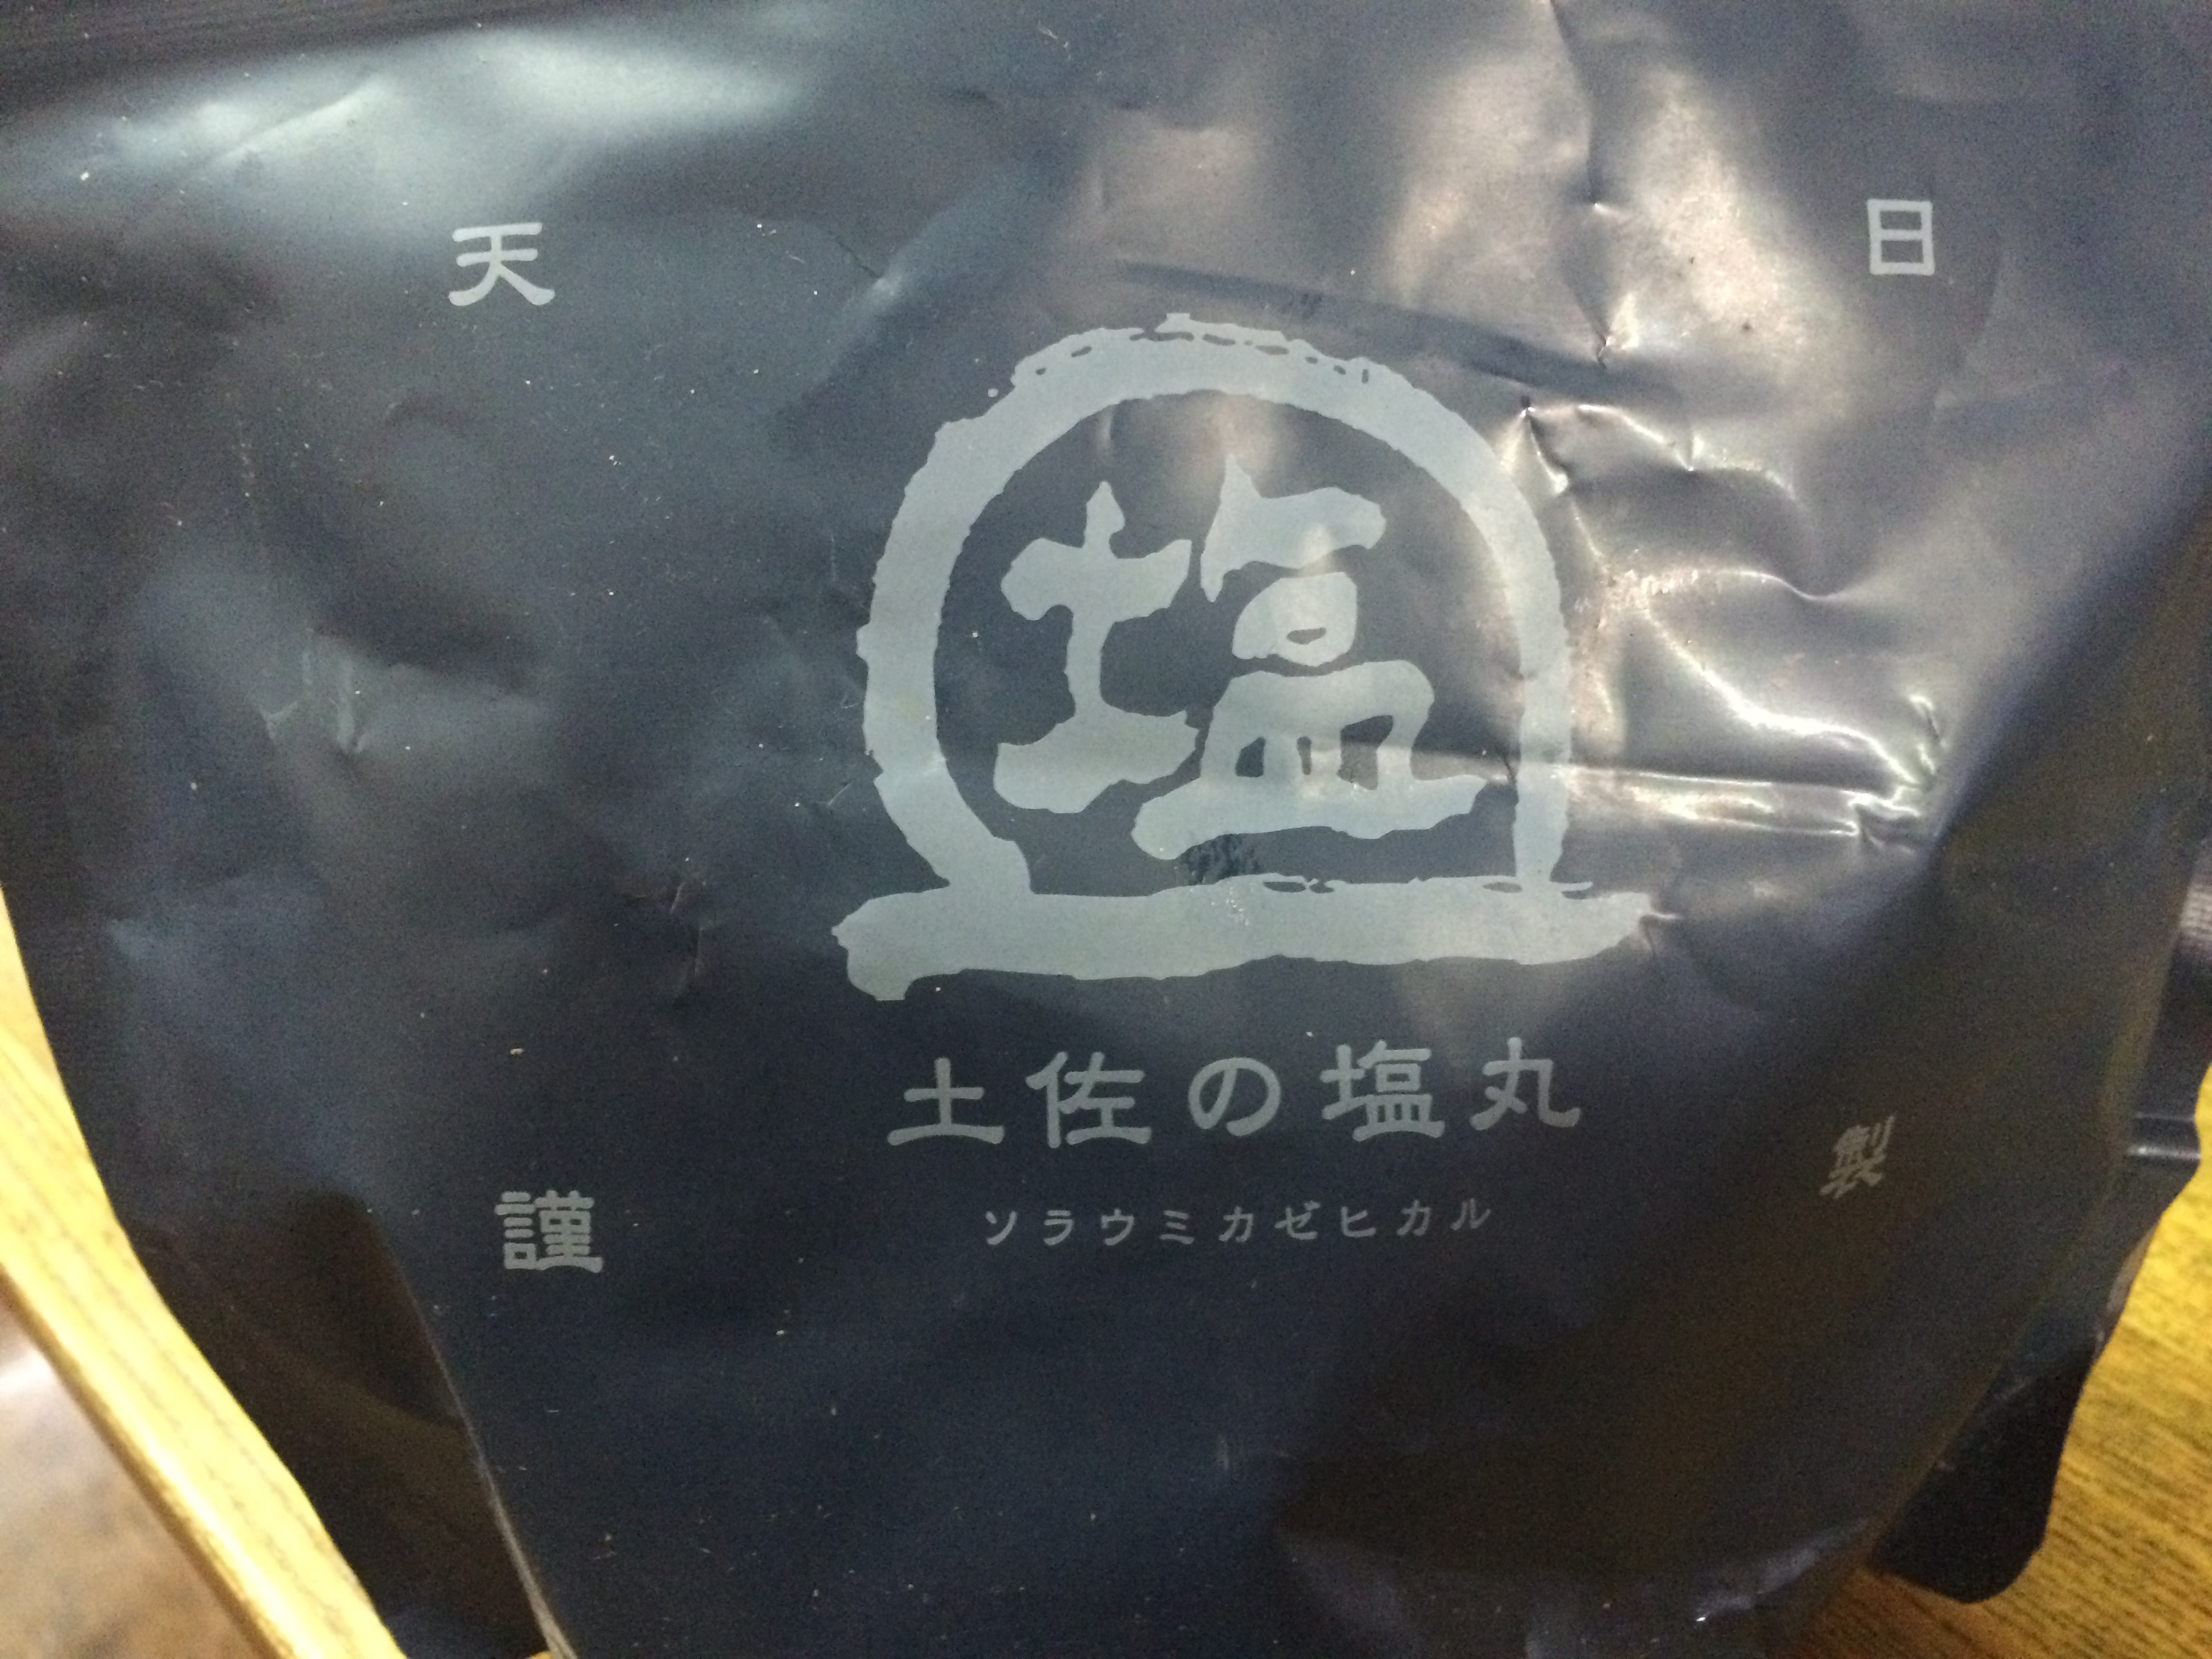 天 日
塩
土佐の塩丸
謹 製
ソラウミカゼヒカル